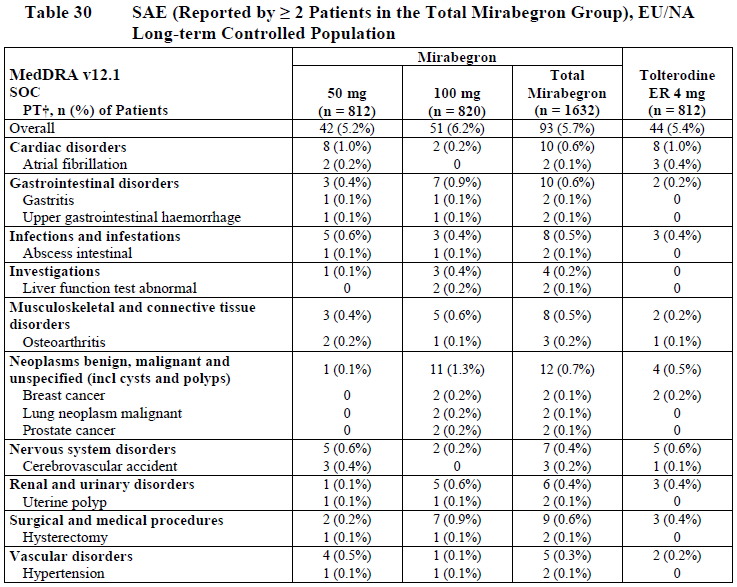 Table 30 SAE (Reported by ≥ 2 Patients in the Total Mirabegron Group), EU/NA
Long-term Controlled Population
Mirabegron
MedDRA v12.1
SOC
PT†, n (%) of Patients
50 mg
(n = 812)
100 mg
(n = 820)
Total
Mirabegron
(n = 1632)
Tolterodine
ER 4 mg
(n = 812)
Overall 42 (5.2%) 51 (6.2%) 93 (5.7%) 44 (5.4%)
Cardiac disorders 8 (1.0%) 2 (0.2%) 10 (0.6%) 8 (1.0%)
Atrial fibrillation 2 (0.2%) 0 2 (0.1%) 3 (0.4%)
Gastrointestinal disorders 3 (0.4%) 7 (0.9%) 10 (0.6%) 2 (0.2%)
Gastritis 1 (0.1%) 1 (0.1%) 2 (0.1%) 0
Upper gastrointestinal haemorrhage 1 (0.1%) 1 (0.1%) 2 (0.1%) 0
Infections and infestations 5 (0.6%) 3 (0.4%) 8 (0.5%) 3 (0.4%)
Abscess intestinal 1 (0.1%) 1 (0.1%) 2 (0.1%) 0
Investigations 1 (0.1%) 3 (0.4%) 4 (0.2%) 0
Liver function test abnormal 0 2 (0.2%) 2 (0.1%) 0
Musculoskeletal and connective tissue
disorders 3 (0.4%) 5 (0.6%) 8 (0.5%) 2 (0.2%)
Osteoarthritis 2 (0.2%) 1 (0.1%) 3 (0.2%) 1 (0.1%)
Neoplasms benign, malignant and
unspecified (incl cysts and polyps) 1 (0.1%) 11 (1.3%) 12 (0.7%) 4 (0.5%)
Breast cancer 0 2 (0.2%) 2 (0.1%) 2 (0.2%)
Lung neoplasm malignant 0 2 (0.2%) 2 (0.1%) 0
Prostate cancer 0 2 (0.2%) 2 (0.1%) 0
Nervous system disorders 5 (0.6%) 2 (0.2%) 7 (0.4%) 5 (0.6%)
Cerebrovascular accident 3 (0.4%) 0 3 (0.2%) 1 (0.1%)
Renal and urinary disorders 1 (0.1%) 5 (0.6%) 6 (0.4%) 3 (0.4%)
Uterine polyp 1 (0.1%) 1 (0.1%) 2 (0.1%) 0
Surgical and medical procedures 2 (0.2%) 7 (0.9%) 9 (0.6%) 3 (0.4%)
Hysterectomy 1 (0.1%) 1 (0.1%) 2 (0.1%) 0
Vascular disorders 4 (0.5%) 1 (0.1%) 5 (0.3%) 2 (0.2%)
Hypertension 1 (0.1%) 1 (0.1%) 2 (0.1%) 0